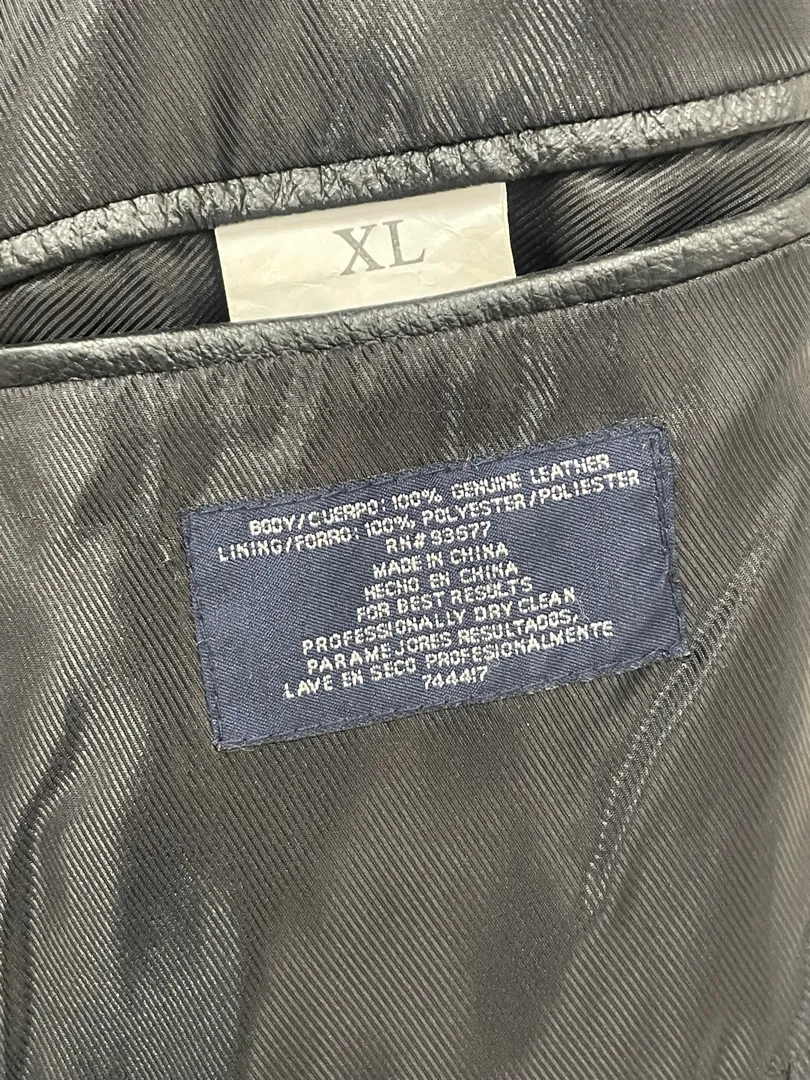 XL
BODY/CUERPO: 100% GENUINE LEATHER
LINING/FORRO: 100% POLYESTER/POLIESTER
RN# 93677
MADE IN CHINA
HECHO EN CHINA
FOR BEST RESULTS
PROFESSIONALLY DRY CLEAN
PARA MEJORES RESULTADOS,
LAVE EN SECO PROFESIONALMENTE
744417